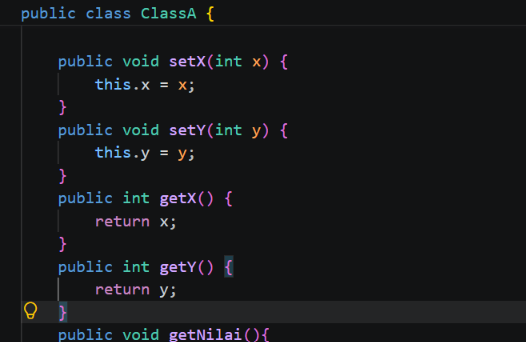 public class ClassA {
public void setX(int x) {
this.x = x;
}
public void setY(int y) {
this.y = y;
}
public int getX() {
return x;
}
public int getY() {
return y;
}
public void getNilai(){